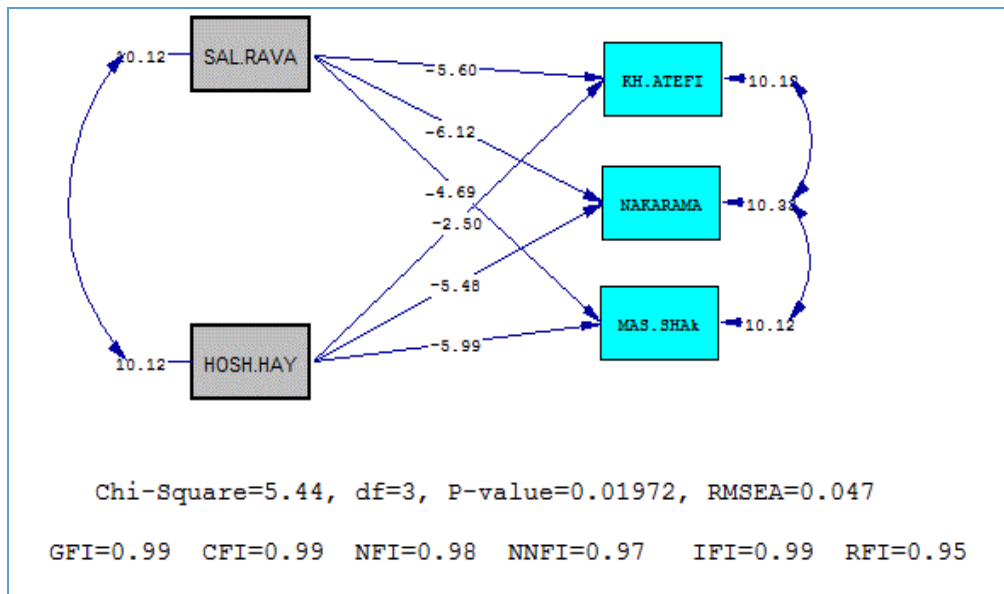 10.12 SAL.RAVA
-5.60
KH.ATEFI 10.12
-6.12
-4.69
NAKARAMA 10.33
-2.50
-5.48
MAS.SHAk 10.12
-5.99
10.12 HOSH.HAY
Chi-Square=5.44, df=3, P-value=0.01972, RMSEA=0.047
GFI=0.99 CFI=0.99 NFI=0.98 NNFI=0.97 IFI=0.99 RFI=0.95